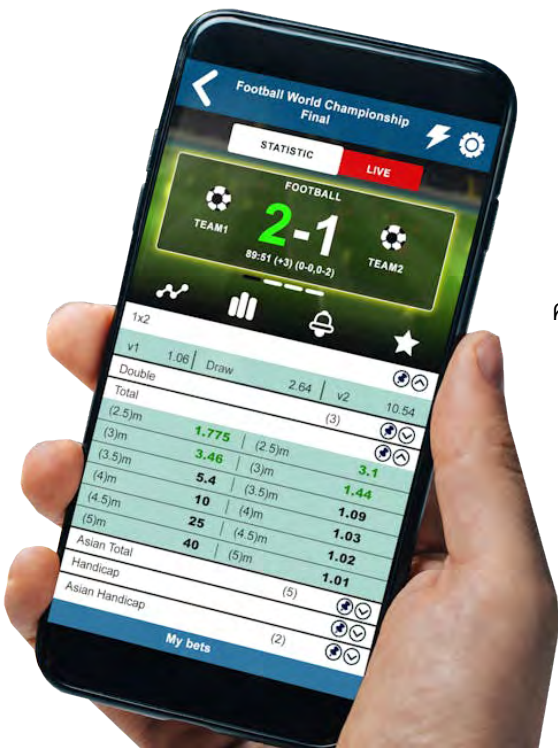 Football World Championship
Final
STATISTIC LIVE
FOOTBALL
TEAM1 2-1 TEAM2
89:51 (+3) (0-0,0-2)
1x2
v1 1.06 Draw 2.64 v2 10.54
Double (3)
Total
(2.5)m 1.775 (2.5)m 3.1
(3)m 3.46 (3)m 1.44
(3.5)m 5.4 (3.5)m 1.09
(4)m 10 (4)m 1.03
(4.5)m 25 (4.5)m 1.02
(5)m 40 (5)m 1.01
Asian Total (5)
Handicap
Asian Handicap (2)
My bets